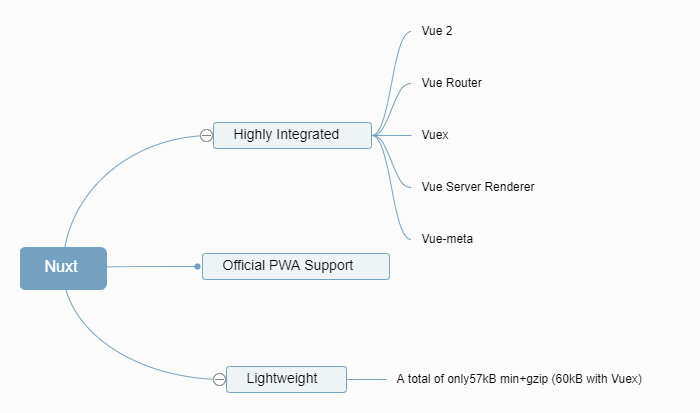 Vue 2
Vue Router
Highly Integrated
Vuex
Vue Server Renderer
Vue-meta
Nuxt
Official PWA Support
Lightweight
A total of only57kB min+gzip (60kB with Vuex)